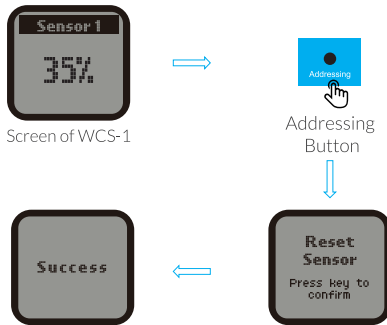 Sensor 1
35%
Screen of WCS-1
Addressing
Addressing
Button
Reset
Sensor
Press key to
confirm
Success